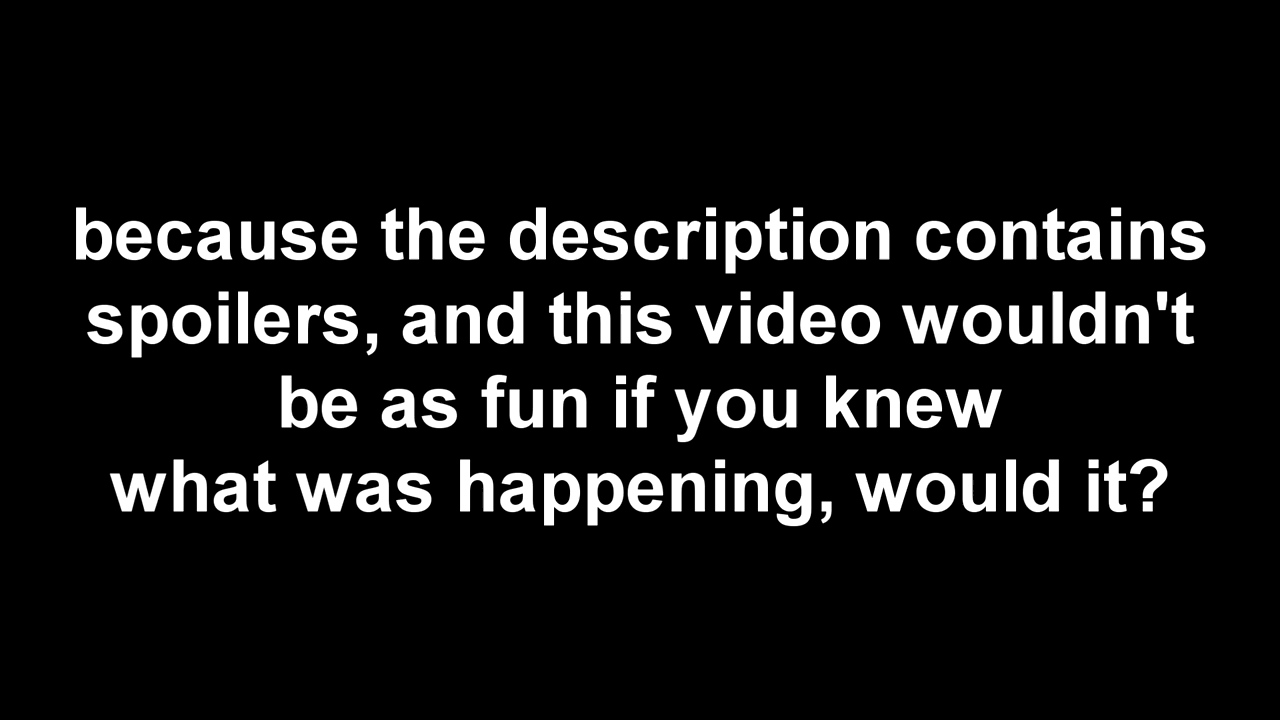 because the description contains
spoilers, and this video wouldn't
be as fun if you knew
what was happening, would it?